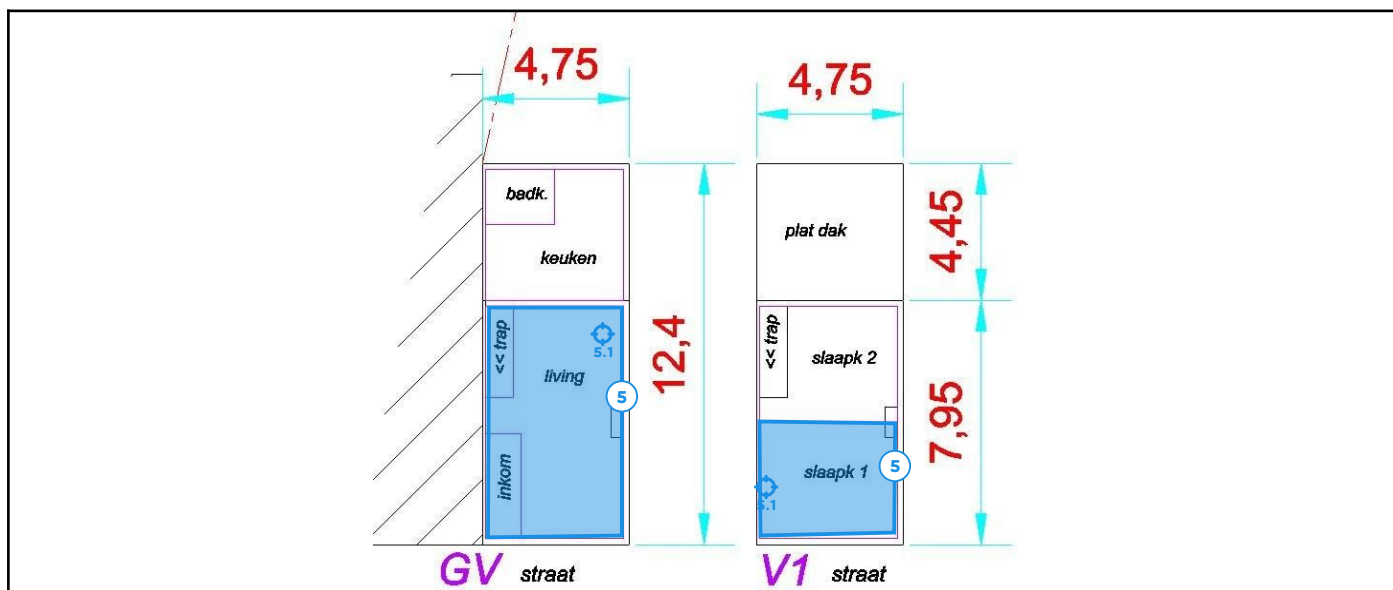 4,75
4,75
badk.
keuken
plat dak
4,45
12,4
<< trap
living
5.1
5
inkom
<< trap
slaapk 2
slaapk 1
5
5.1
7,95
GV straat
V1 straat